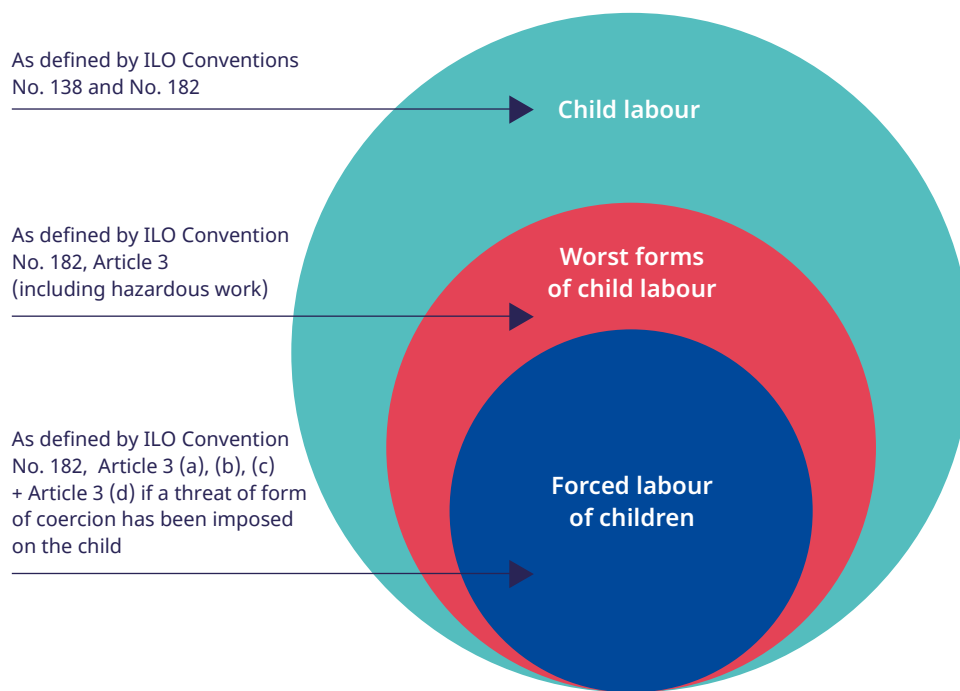 As defined by ILO Conventions
No. 138 and No. 182
Child labour
As defined by ILO Convention
No. 182, Article 3
(including hazardous work)
Worst forms
of child labour
As defined by ILO Convention
No. 182, Article 3 (a), (b), (c)
+ Article 3 (d) if a threat of form
of coercion has been imposed
on the child
Forced labour
of children